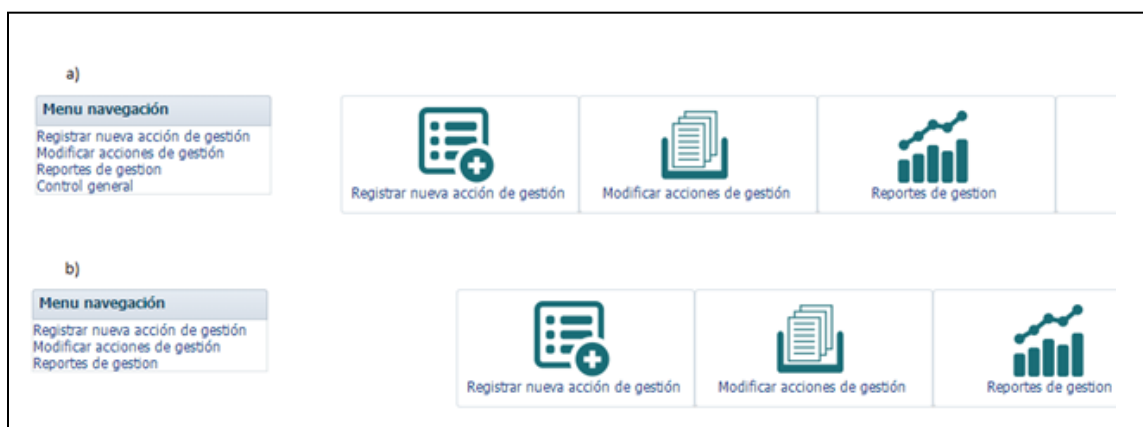 a)
Menu navegación
Registrar nueva acción de gestión
Modificar acciones de gestión
Reportes de gestion
Control general
Registrar nueva acción de gestión
Modificar acciones de gestión
Reportes de gestion
b)
Menu navegación
Registrar nueva acción de gestión
Modificar acciones de gestión
Reportes de gestion
Registrar nueva acción de gestión
Modificar acciones de gestión
Reportes de gestion